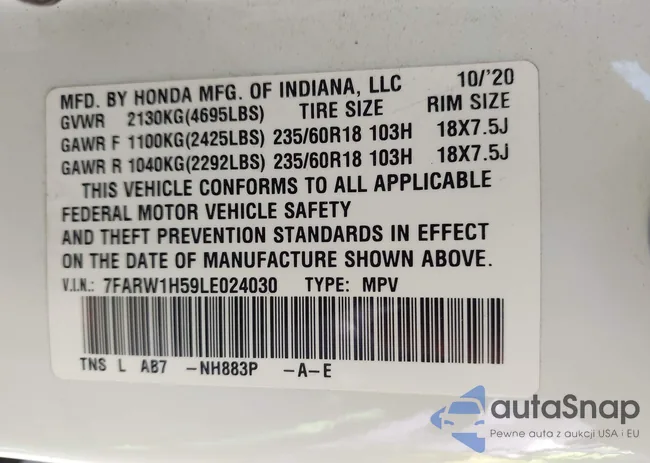 MFD. BY HONDA MFG. OF INDIANA, LLC 10/'20
GVWR 2130KG(4695LBS) TIRE SIZE RIM SIZE
GAWR F 1100KG(2425LBS) 235/60R18 103H 18X7.5J
GAWR R 1040KG(2292LBS) 235/60R18 103H 18X7.5J
THIS VEHICLE CONFORMS TO ALL APPLICABLE
FEDERAL MOTOR VEHICLE SAFETY
AND THEFT PREVENTION STANDARDS IN EFFECT
ON THE DATE OF MANUFACTURE SHOWN ABOVE.
V.I.N.: 7FARW1H59LE024030 TYPE: MPV
TNS L AB7 -NH883P -A-E
autaSnap
Pewne auta z aukcji USA i EU